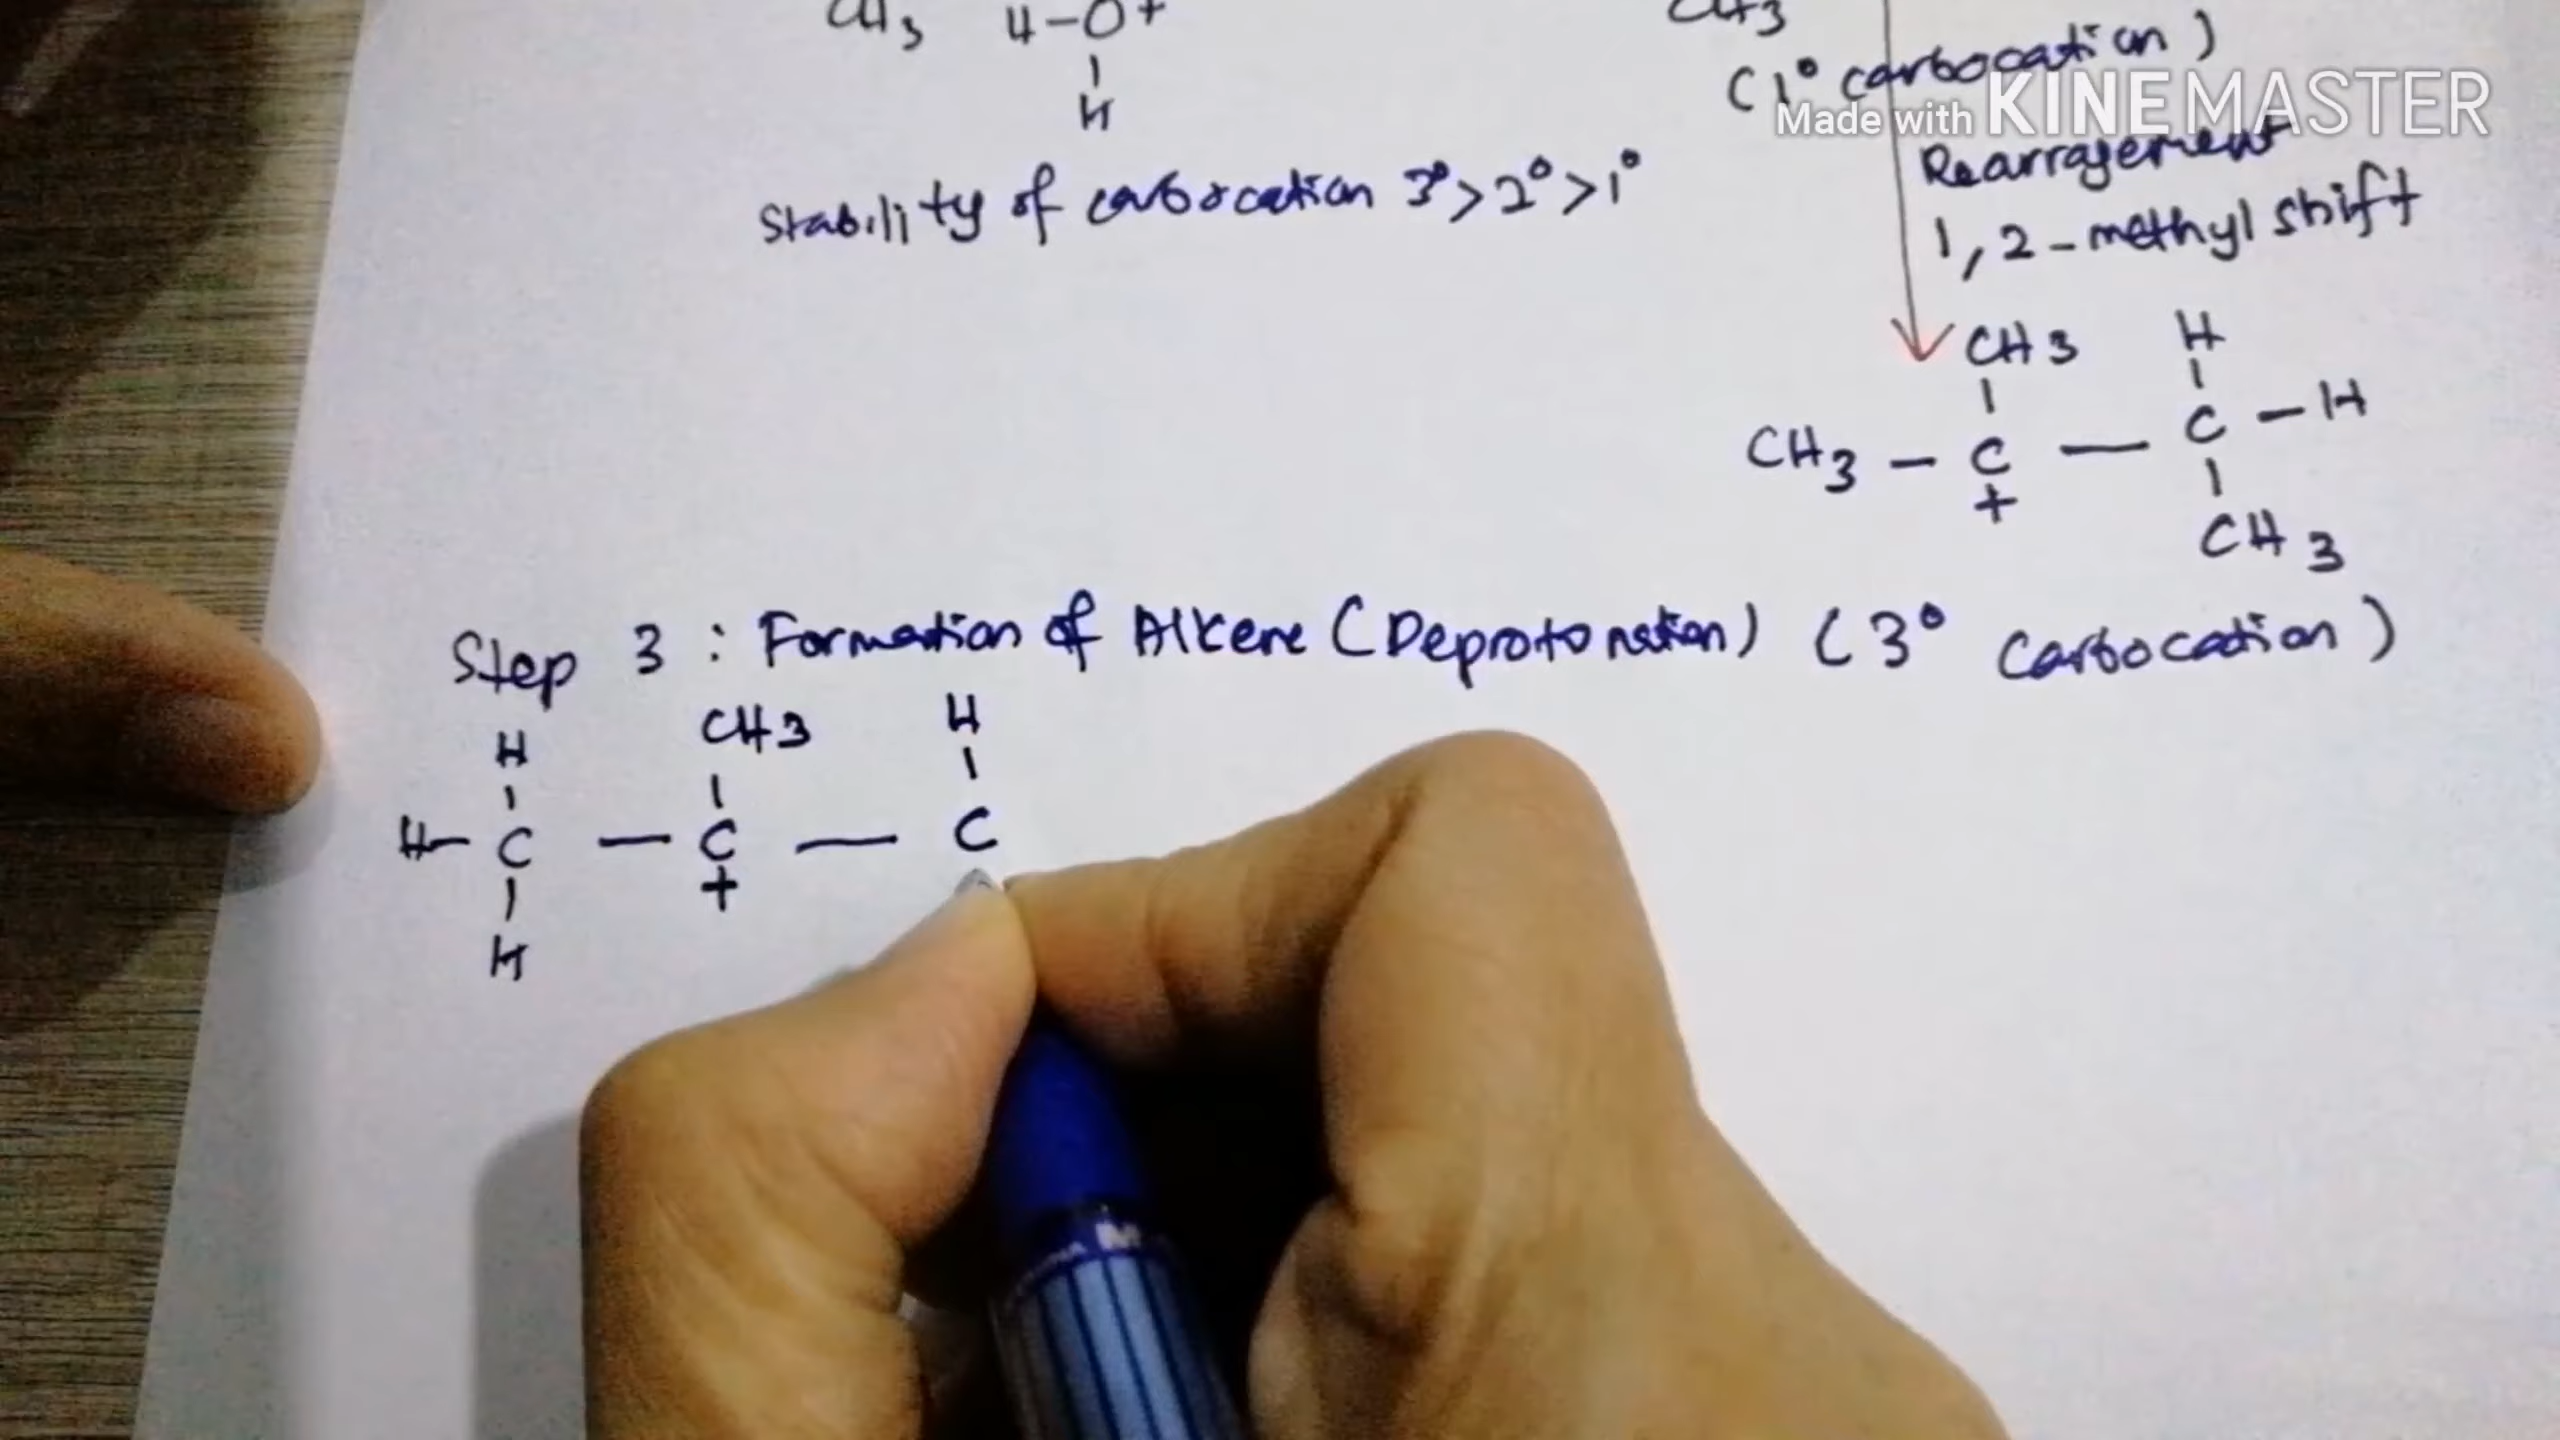 CH3 H-O+ CH3
H
(1° carbocation)
Made with KINEMASTER
Rearragement
Stability of carbocation 3° > 2° > 1°
1,2-methyl shift
CH3 H
CH3 - C — C - H
+
CH3
Step 3 : Formation of Alkene (Deprotonation) (3° Carbocation)
H CH3 H
H- C — C — C
+
H